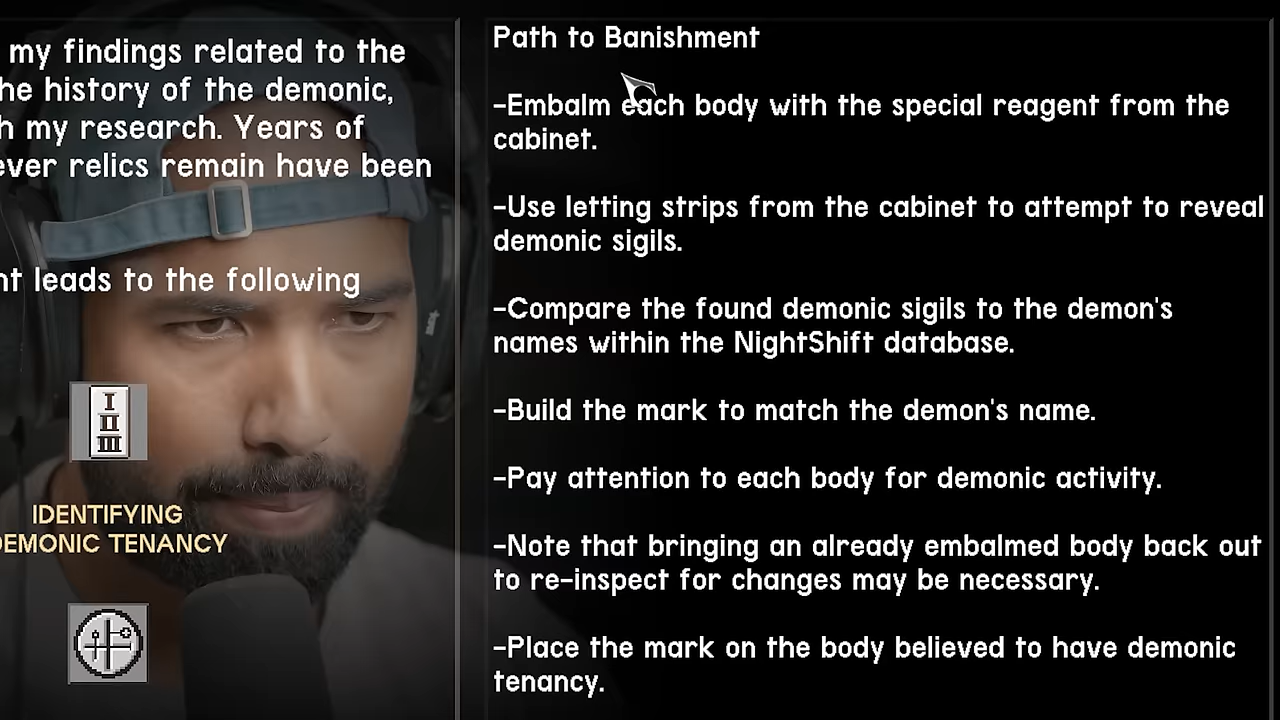 my findings related to the
he history of the demonic,
h my research. Years of
ever relics remain have been
nt leads to the following
I
II
III
IDENTIFYING
DEMONIC TENANCY
Path to Banishment
-Embalm each body with the special reagent from the
cabinet.
-Use letting strips from the cabinet to attempt to reveal
demonic sigils.
-Compare the found demonic sigils to the demon's
names within the NightShift database.
-Build the mark to match the demon's name.
-Pay attention to each body for demonic activity.
-Note that bringing an already embalmed body back out
to re-inspect for changes may be necessary.
-Place the mark on the body believed to have demonic
tenancy.